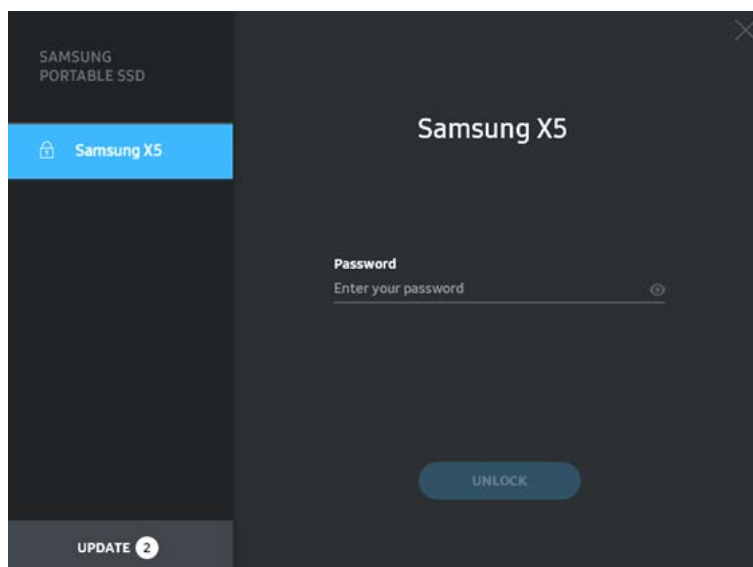 SAMSUNG
PORTABLE SSD
Samsung X5
Samsung X5
Password
Enter your password
UNLOCK
UPDATE 2